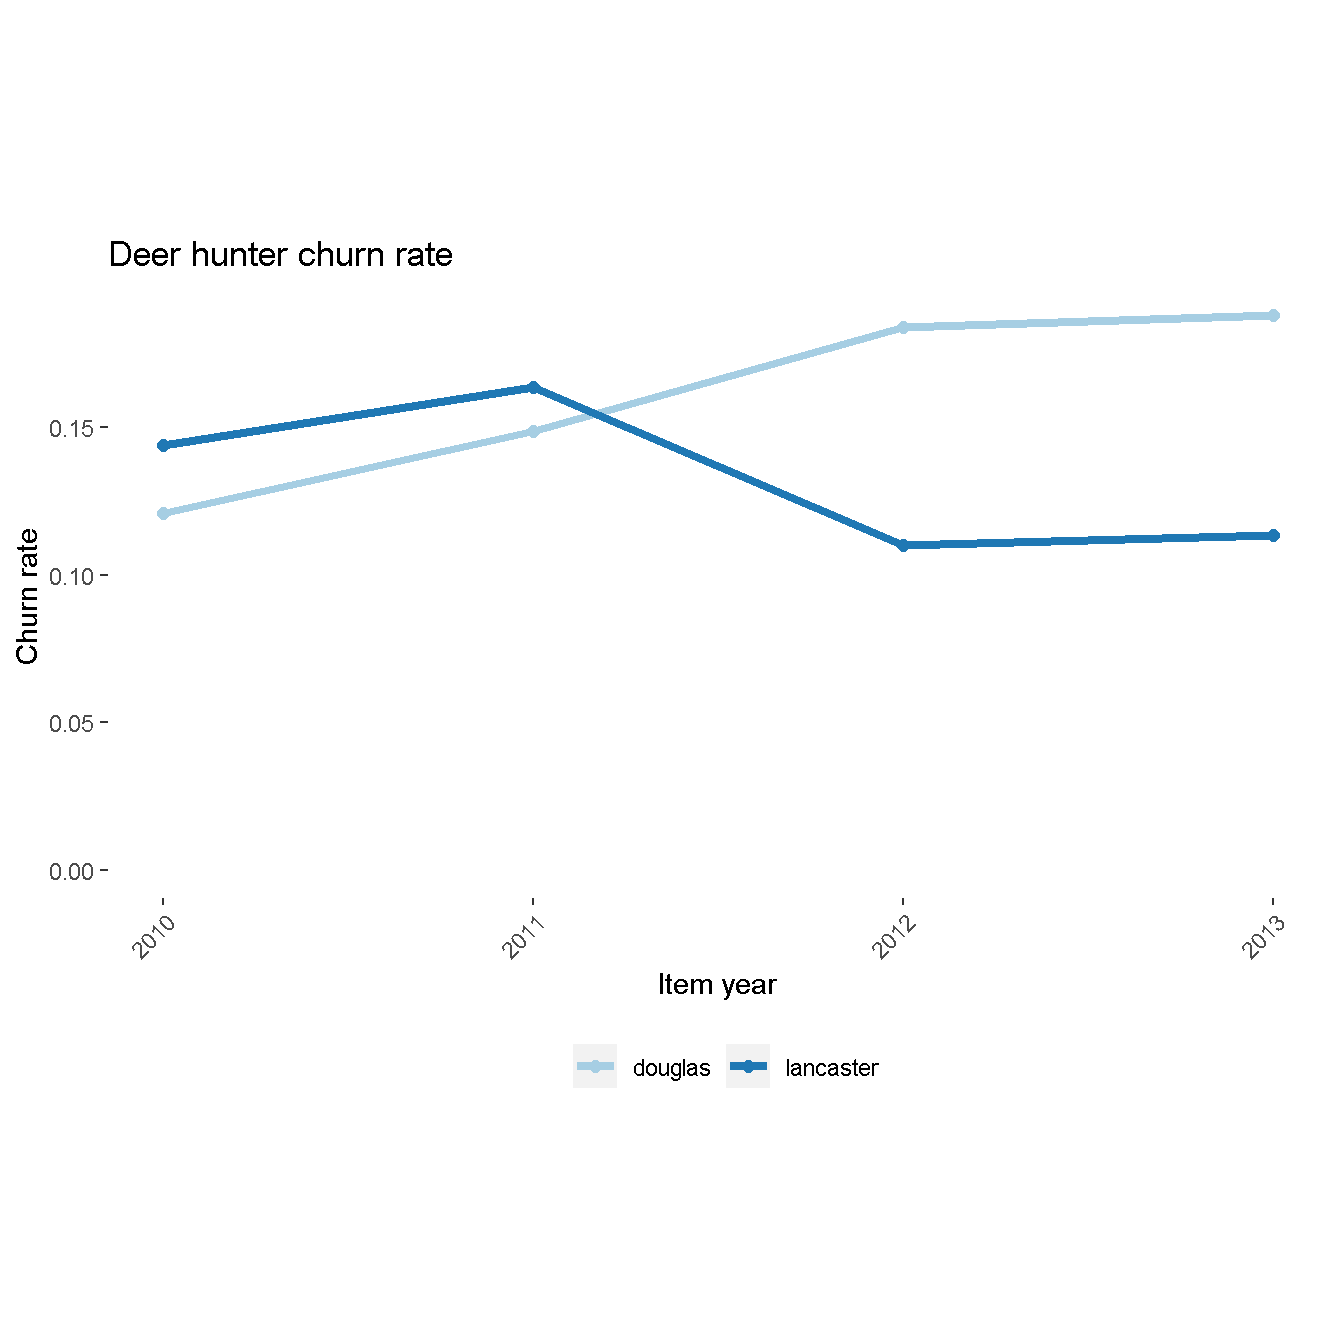 Deer hunter churn rate
Churn rate
0.15
0.10
0.05
0.00
2010 2011 2012 2013
Item year
douglas lancaster